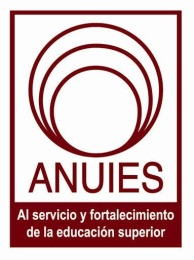 ANUIES
Al servicio y fortalecimiento
de la educación superior